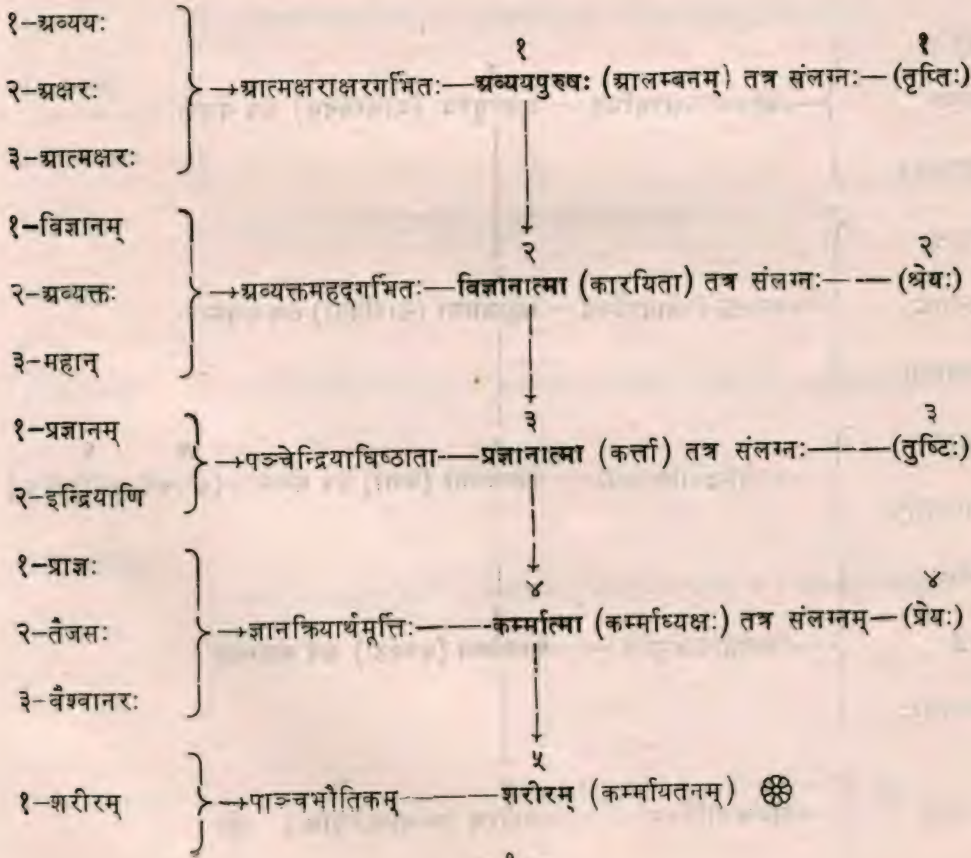 १-अव्ययः
१ १
२-अक्षरः →आत्मक्षराक्षरगर्भितः—अव्ययपुरुषः (आलम्बनम्) तत्र संलग्नः—(तृप्तिः)
३-आत्मक्षरः
१-विज्ञानम्
२ २
२-अव्यक्तः →अव्यक्तमहद्गर्भितः—विज्ञानात्मा (कारयिता) तत्र संलग्नः—(श्रेयः)
३-महान्
३ ३
१-प्रज्ञानम्
→पञ्चेन्द्रियाधिष्ठाता—प्रज्ञानात्मा (कर्त्ता) तत्र संलग्नः—(तुष्टिः)
२-इन्द्रियाणि
१-प्राज्ञः
४ ४
२-तैजसः →ज्ञानक्रियार्थमूर्त्तिः—कर्म्मात्मा (कर्म्माध्यक्षः) तत्र संलग्नम्—(प्रेयः)
३-वैश्वानरः
५
१-शरीरम् →पाञ्चभौतिकम्—शरीरम् (कर्म्मायतनम्)